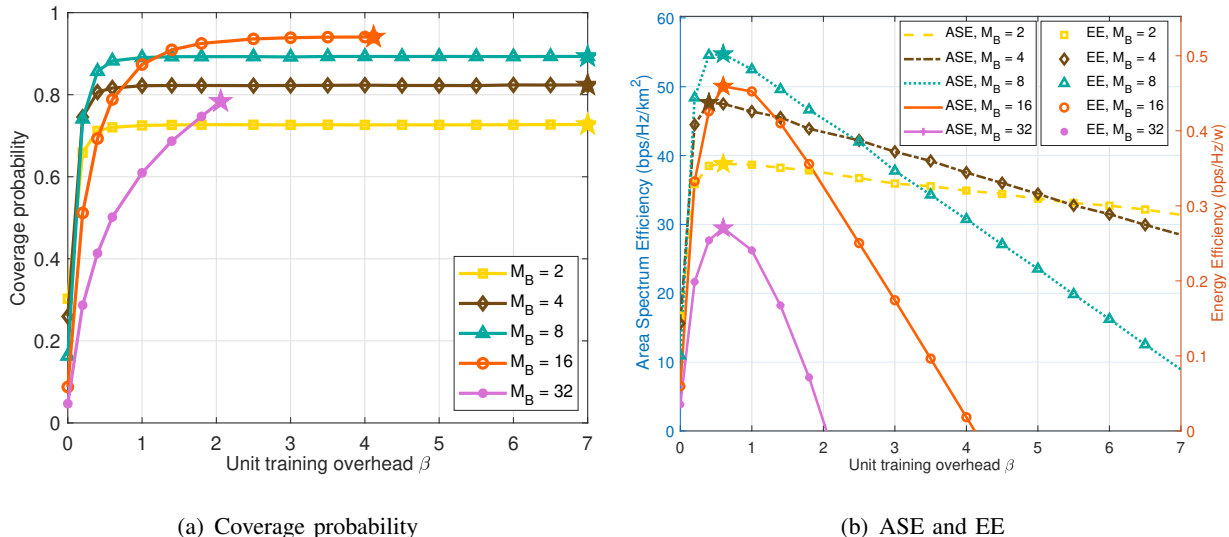 1
0.8
0.6
0.4
0.2
0
Coverage probability
0 1 2 3 4 5 6 7
Unit training overhead β
M_B = 2
M_B = 4
M_B = 8
M_B = 16
M_B = 32
(a) Coverage probability
60
50
40
30
20
10
0
Area Spectrum Efficiency (bps/Hz/km²)
ASE, M_B = 2
ASE, M_B = 4
ASE, M_B = 8
ASE, M_B = 16
ASE, M_B = 32
EE, M_B = 2
EE, M_B = 4
EE, M_B = 8
EE, M_B = 16
EE, M_B = 32
0.5
0.4
0.3
0.2
0.1
0
Energy Efficiency (bps/Hz/w)
0 1 2 3 4 5 6 7
Unit training overhead β
(b) ASE and EE